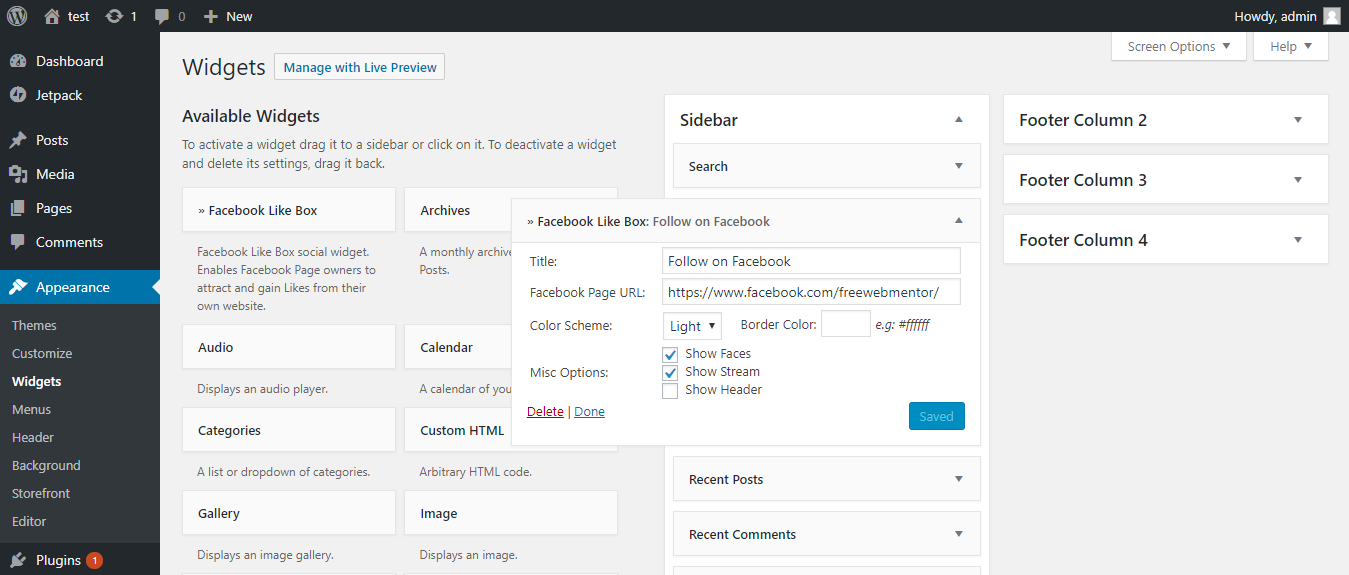 test 1 0 New Howdy, admin
Screen Options ▼ Help ▼
Dashboard
Jetpack
Posts
Media
Pages
Comments
Appearance
Themes
Customize
Widgets
Menus
Header
Background
Storefront
Editor
Plugins 1
Widgets Manage with Live Preview
Available Widgets
To activate a widget drag it to a sidebar or click on it. To deactivate a widget
and delete its settings, drag it back.
» Facebook Like Box
Facebook Like Box social widget.
Enables Facebook Page owners to
attract and gain Likes from their
own website.
Archives
A monthly archive
Posts.
Audio
Displays an audio player.
Calendar
A calendar of you
Categories
A list or dropdown of categories.
Custom HTML
Arbitrary HTML code.
Gallery
Displays an image gallery.
Image
Displays an image.
Sidebar
Search
» Facebook Like Box: Follow on Facebook
Title: Follow on Facebook
Facebook Page URL: https://www.facebook.com/freewebmentor/
Color Scheme: Light ▼ Border Color: e.g: #ffffff
Misc Options:
Show Faces
Show Stream
Show Header
Delete | Done
Saved
Recent Posts
Recent Comments
Footer Column 2
Footer Column 3
Footer Column 4